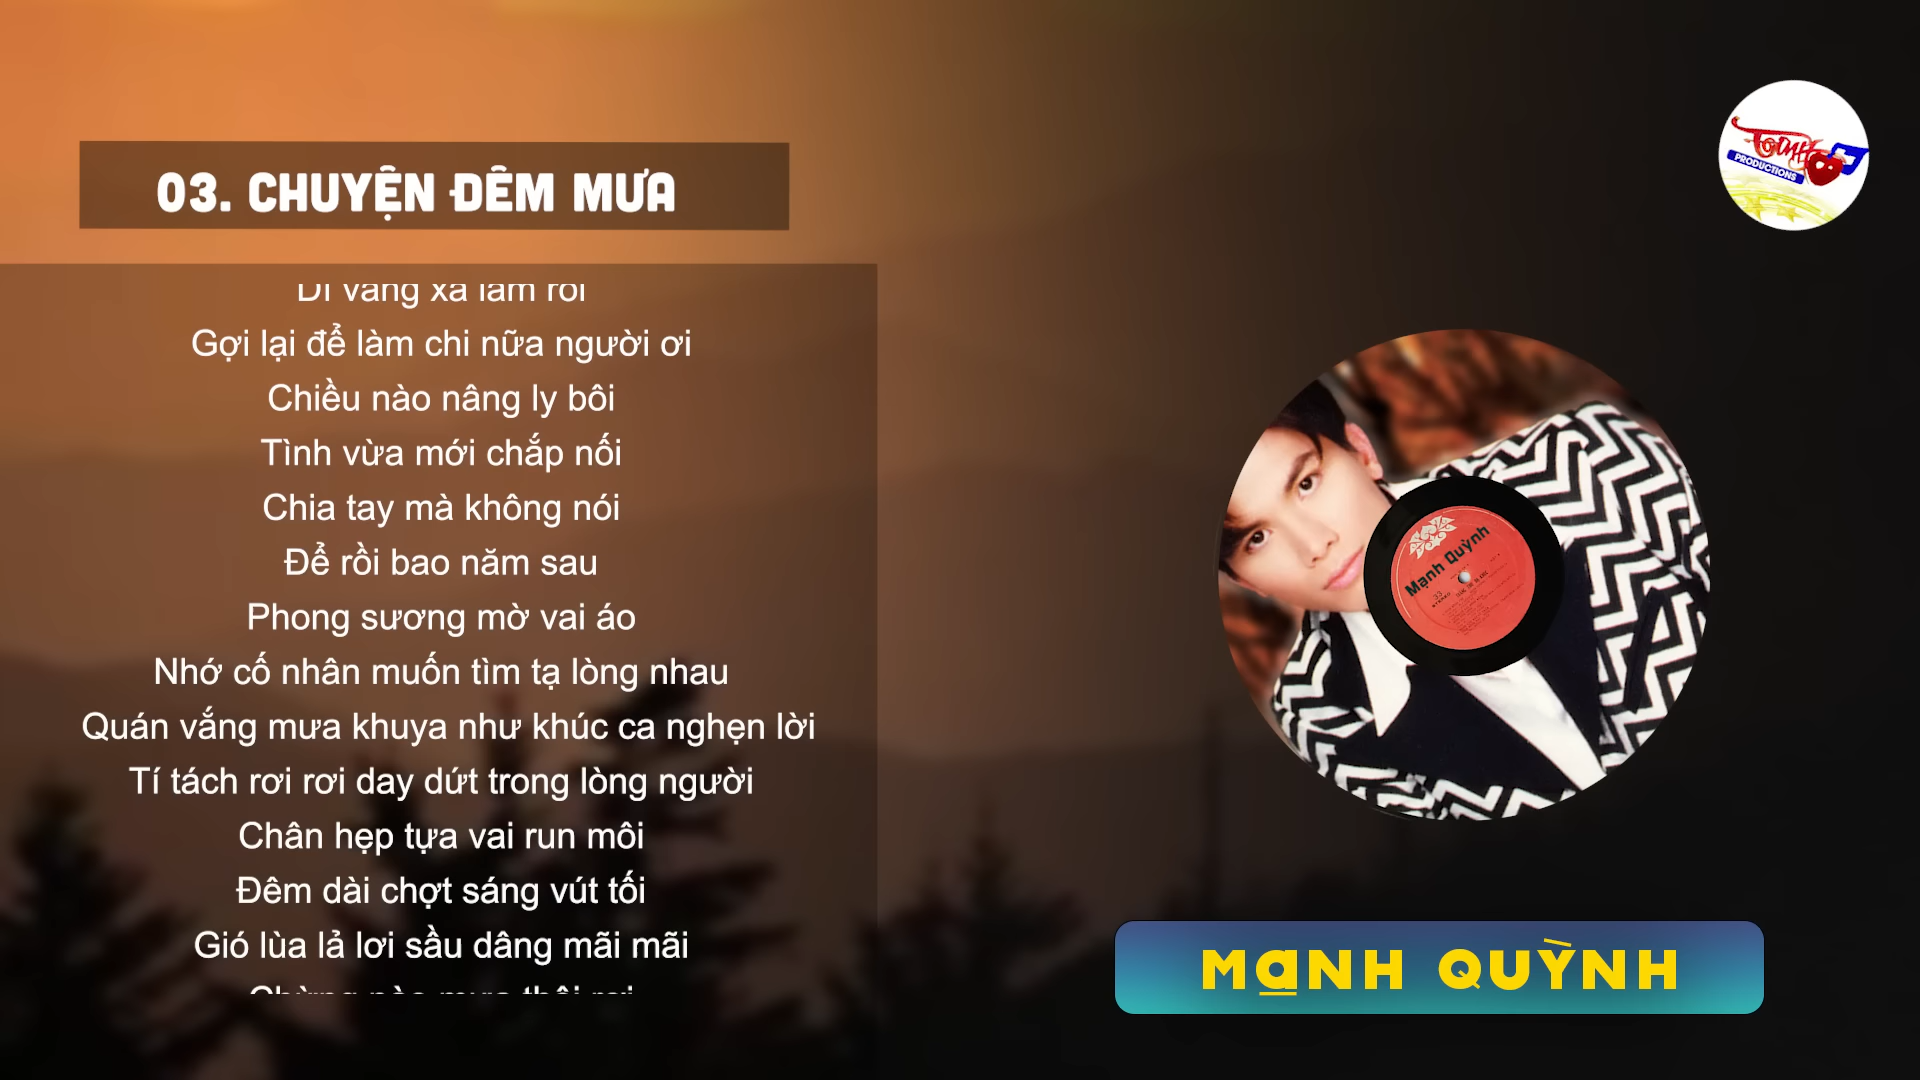 03. CHUYỆN ĐÊM MƯA
Gợi lại để làm chi nữa người ơi
Chiều nào nâng ly bôi
Tình vừa mới chắp nối
Chia tay mà không nói
Để rồi bao năm sau
Phong sương mờ vai áo
Nhớ cố nhân muốn tìm tạ lòng nhau
Quán vắng mưa khuya như khúc ca nghẹn lời
Tí tách rơi rơi day dứt trong lòng người
Chân hẹp tựa vai run môi
Đêm dài chợt sáng vút tối
Gió lùa lả lơi sầu dâng mãi mãi
TODAH
PRODUCTIONS
Mạnh Quỳnh
33
MẠNH QUỲNH